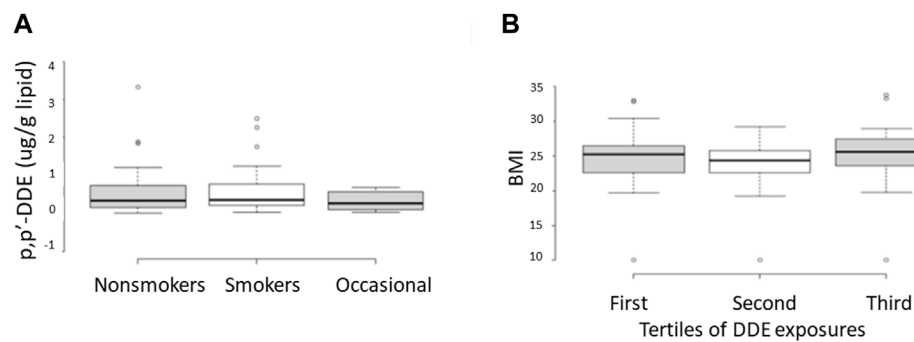 A
p,p'-DDE (ug/g lipid)
4
3
2
1
0
-1
Nonsmokers Smokers Occasional
B
BMI
35
30
25
20
15
10
First Second Third
Tertiles of DDE exposures